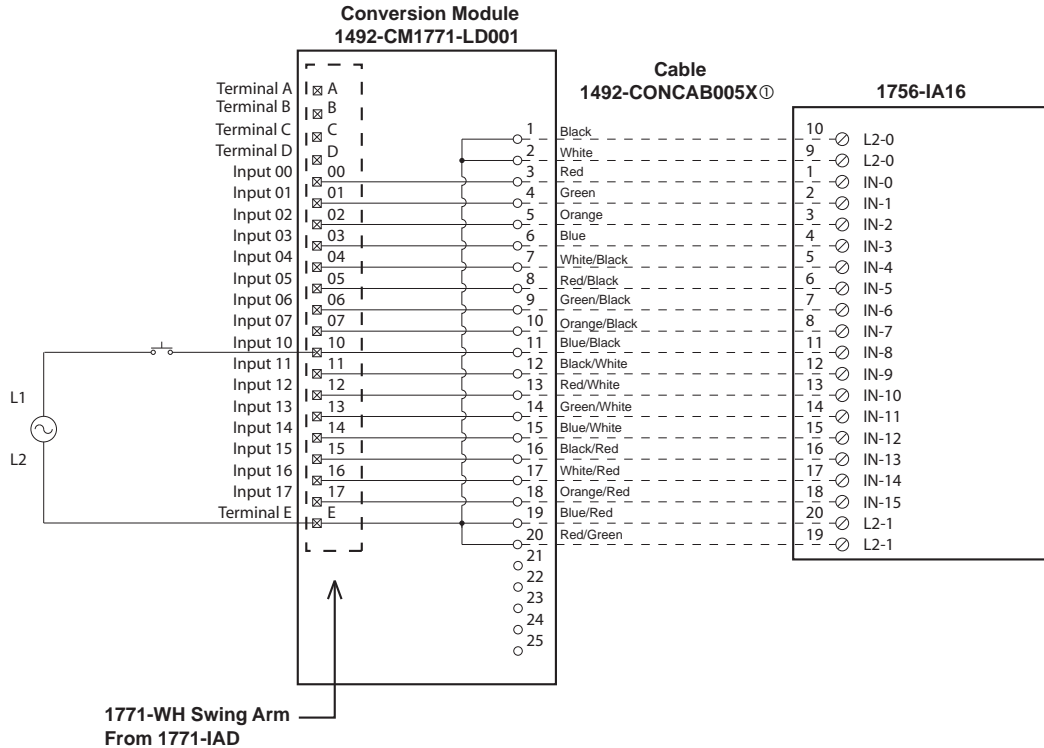 Conversion Module
1492-CM1771-LD001
Cable
1492-CONCAB005X①
1756-IA16
Terminal A A
Terminal B B
Terminal C C
Terminal D D
Input 00 00
Input 01 01
Input 02 02
Input 03 03
Input 04 04
Input 05 05
Input 06 06
Input 07 07
Input 10 10
Input 11 11
Input 12 12
Input 13 13
Input 14 14
Input 15 15
Input 16 16
Input 17 17
Terminal E E
L1
L2
1 Black 10 L2-0
2 White 9 L2-0
3 Red 1 IN-0
4 Green 2 IN-1
5 Orange 3 IN-2
6 Blue 4 IN-3
7 White/Black 5 IN-4
8 Red/Black 6 IN-5
9 Green/Black 7 IN-6
10 Orange/Black 8 IN-7
11 Blue/Black 11 IN-8
12 Black/White 12 IN-9
13 Red/White 13 IN-10
14 Green/White 14 IN-11
15 Blue/White 15 IN-12
16 Black/Red 16 IN-13
17 White/Red 17 IN-14
18 Orange/Red 18 IN-15
19 Blue/Red 20 L2-1
20 Red/Green 19 L2-1
21
22
23
24
25
1771-WH Swing Arm
From 1771-IAD